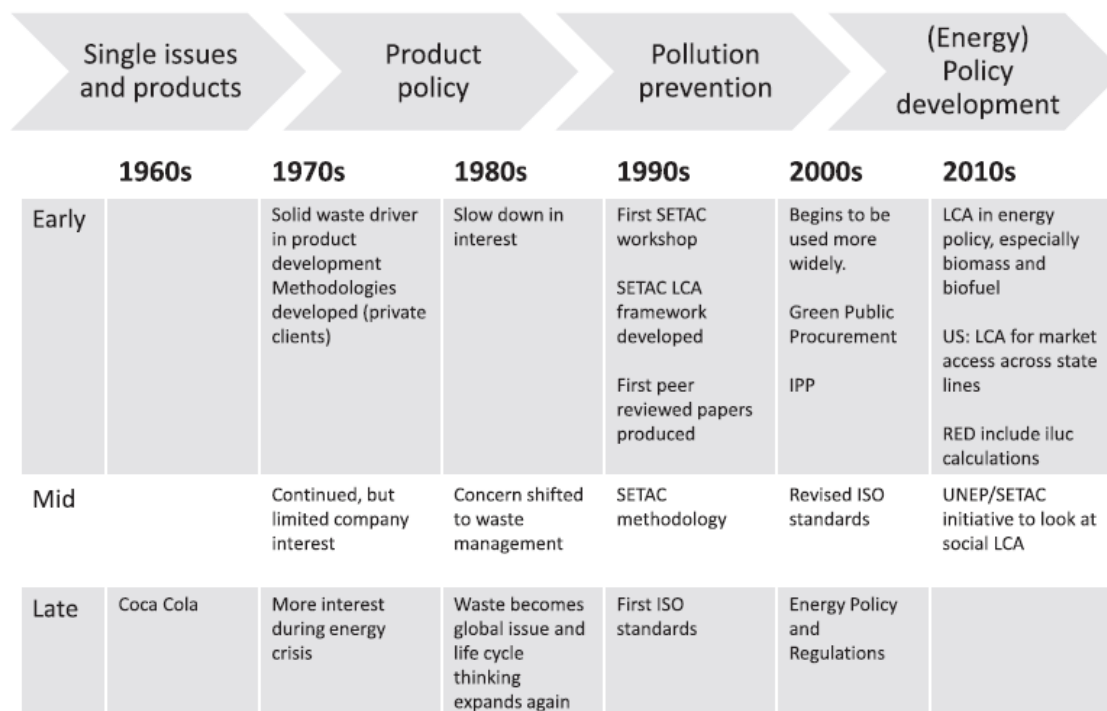 Single issues
and products
Product
policy
Pollution
prevention
(Energy)
Policy
development
1960s
1970s
1980s
1990s
2000s
2010s
Early
Solid waste driver
in product
development
Methodologies
developed (private
clients)
Slow down in
interest
First SETAC
workshop
SETAC LCA
framework
developed
First peer
reviewed papers
produced
Begins to be
used more
widely.
Green Public
Procurement
IPP
LCA in energy
policy, especially
biomass and
biofuel
US: LCA for market
access across state
lines
RED include iluc
calculations
Mid
Continued, but
limited company
interest
Concern shifted
to waste
management
SETAC
methodology
Revised ISO
standards
UNEP/SETAC
initiative to look at
social LCA
Late
Coca Cola
More interest
during energy
crisis
Waste becomes
global issue and
life cycle
thinking
expands again
First ISO
standards
Energy Policy
and
Regulations